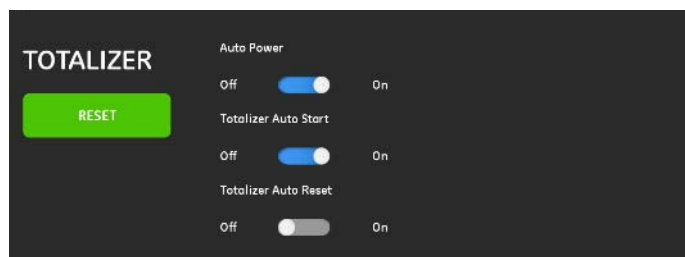 TOTALIZER
RESET
Auto Power
Off On
Totalizer Auto Start
Off On
Totalizer Auto Reset
Off On